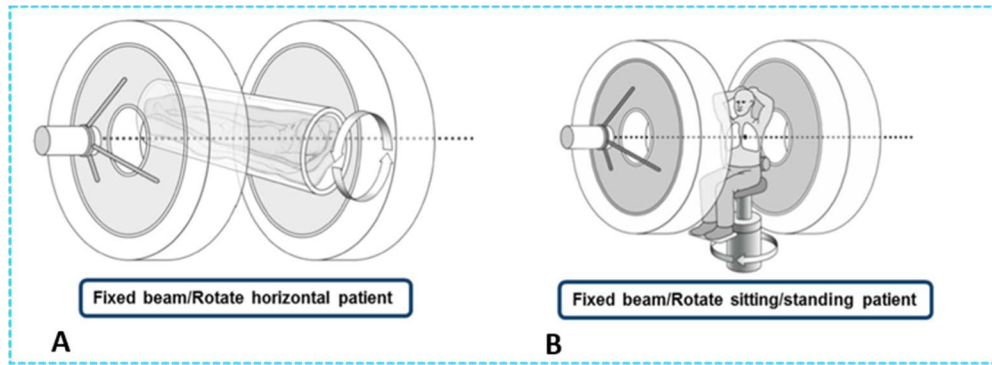 Fixed beam/Rotate horizontal patient
Fixed beam/Rotate sitting/standing patient
A
B